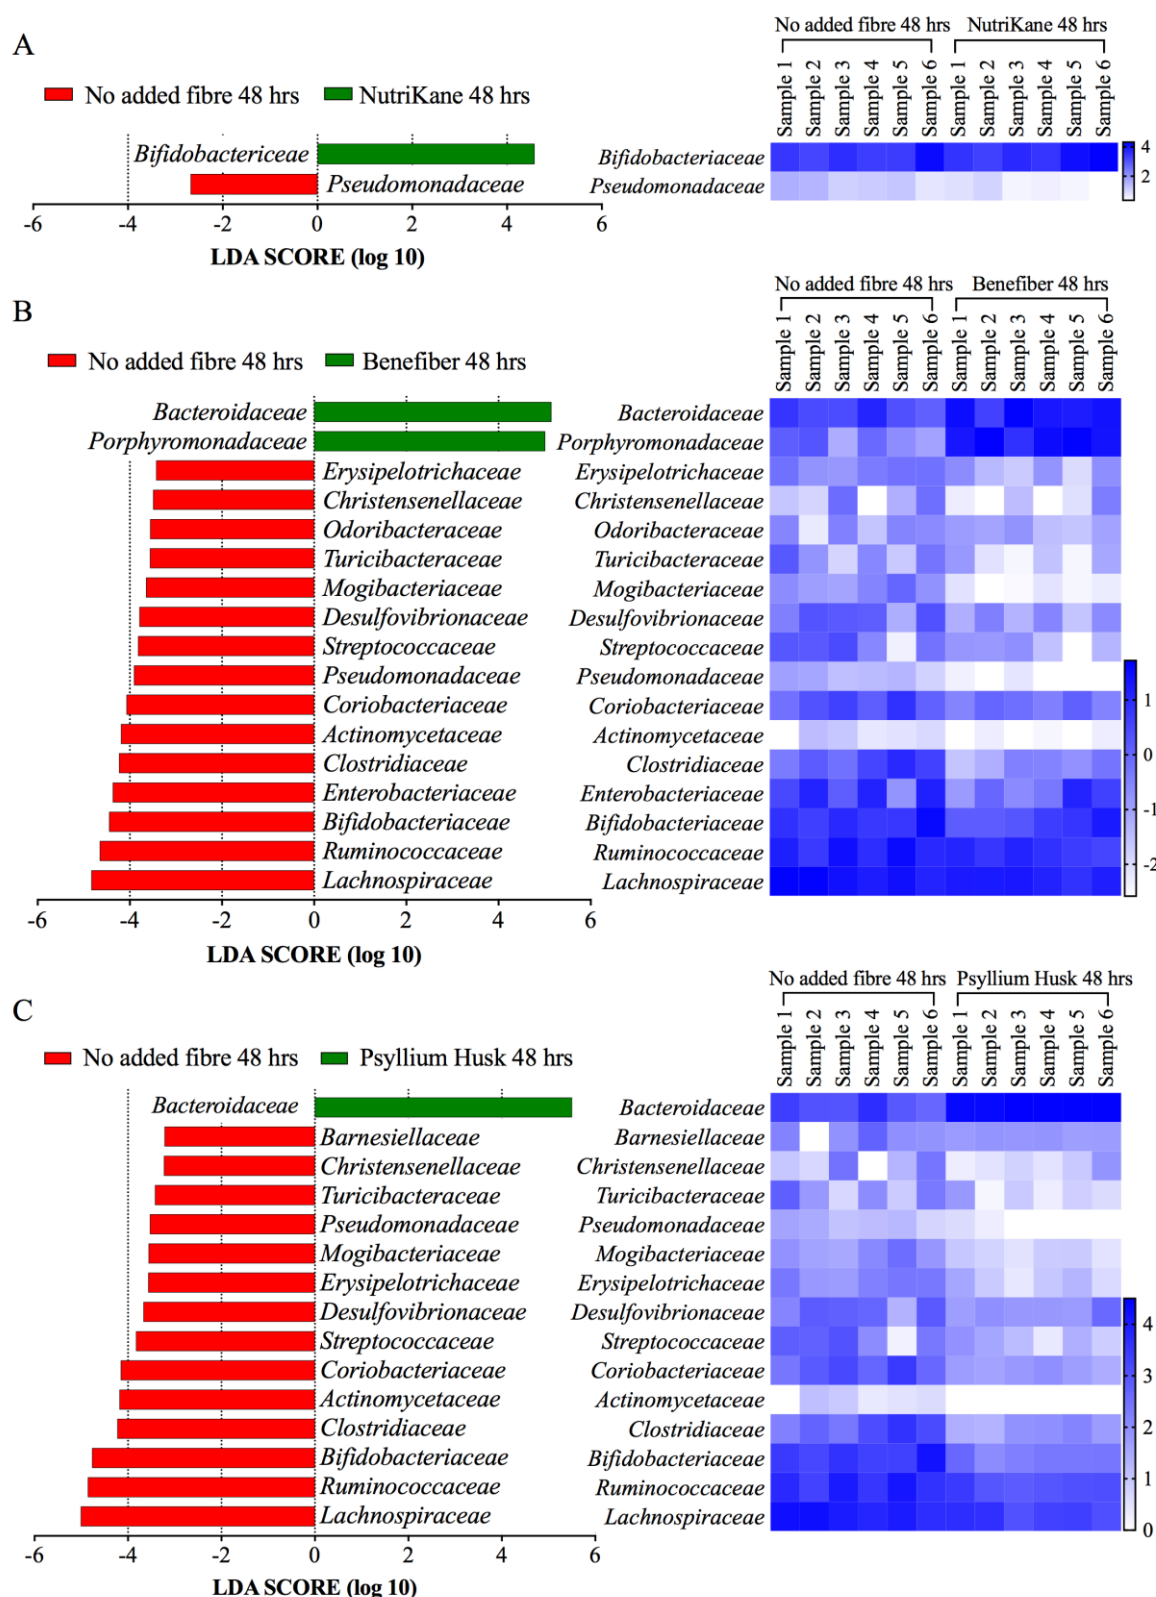 A
No added fibre 48 hrs NutriKane 48 hrs
Bifidobactericeae
Pseudomonadaceae
-6 -4 -2 0 2 4 6
LDA SCORE (log 10)
No added fibre 48 hrs NutriKane 48 hrs
Sample 1 Sample 2 Sample 3 Sample 4 Sample 5 Sample 6 Sample 1 Sample 2 Sample 3 Sample 4 Sample 5 Sample 6
Bifidobacteriaceae
Pseudomonadaceae
4
2
B
No added fibre 48 hrs Benefiber 48 hrs
Bacteroidaceae
Porphyromonadaceae
Erysipelotrichaceae
Christensenellaceae
Odoribacteraceae
Turicibacteraceae
Mogibacteriaceae
Desulfovibrionaceae
Streptococcaceae
Pseudomonadaceae
Coriobacteriaceae
Actinomycetaceae
Clostridiaceae
Enterobacteriaceae
Bifidobacteriaceae
Ruminococcaceae
Lachnospiraceae
-6 -4 -2 0 2 4 6
LDA SCORE (log 10)
No added fibre 48 hrs Benefiber 48 hrs
Sample 1 Sample 2 Sample 3 Sample 4 Sample 5 Sample 6 Sample 1 Sample 2 Sample 3 Sample 4 Sample 5 Sample 6
Bacteroidaceae
Porphyromonadaceae
Erysipelotrichaceae
Christensenellaceae
Odoribacteraceae
Turicibacteraceae
Mogibacteriaceae
Desulfovibrionaceae
Streptococcaceae
Pseudomonadaceae
Coriobacteriaceae
Actinomycetaceae
Clostridiaceae
Enterobacteriaceae
Bifidobacteriaceae
Ruminococcaceae
Lachnospiraceae
1
0
-1
-2
C
No added fibre 48 hrs Psyllium Husk 48 hrs
Bacteroidaceae
Barnesiellaceae
Christensenellaceae
Turicibacteraceae
Pseudomonadaceae
Mogibacteriaceae
Erysipelotrichaceae
Desulfovibrionaceae
Streptococcaceae
Coriobacteriaceae
Actinomycetaceae
Clostridiaceae
Bifidobacteriaceae
Ruminococcaceae
Lachnospiraceae
-6 -4 -2 0 2 4 6
LDA SCORE (log 10)
No added fibre 48 hrs Psyllium Husk 48 hrs
Sample 1 Sample 2 Sample 3 Sample 4 Sample 5 Sample 6 Sample 1 Sample 2 Sample 3 Sample 4 Sample 5 Sample 6
Bacteroidaceae
Barnesiellaceae
Christensenellaceae
Turicibacteraceae
Pseudomonadaceae
Mogibacteriaceae
Erysipelotrichaceae
Desulfovibrionaceae
Streptococcaceae
Coriobacteriaceae
Actinomycetaceae
Clostridiaceae
Bifidobacteriaceae
Ruminococcaceae
Lachnospiraceae
4
3
2
1
0